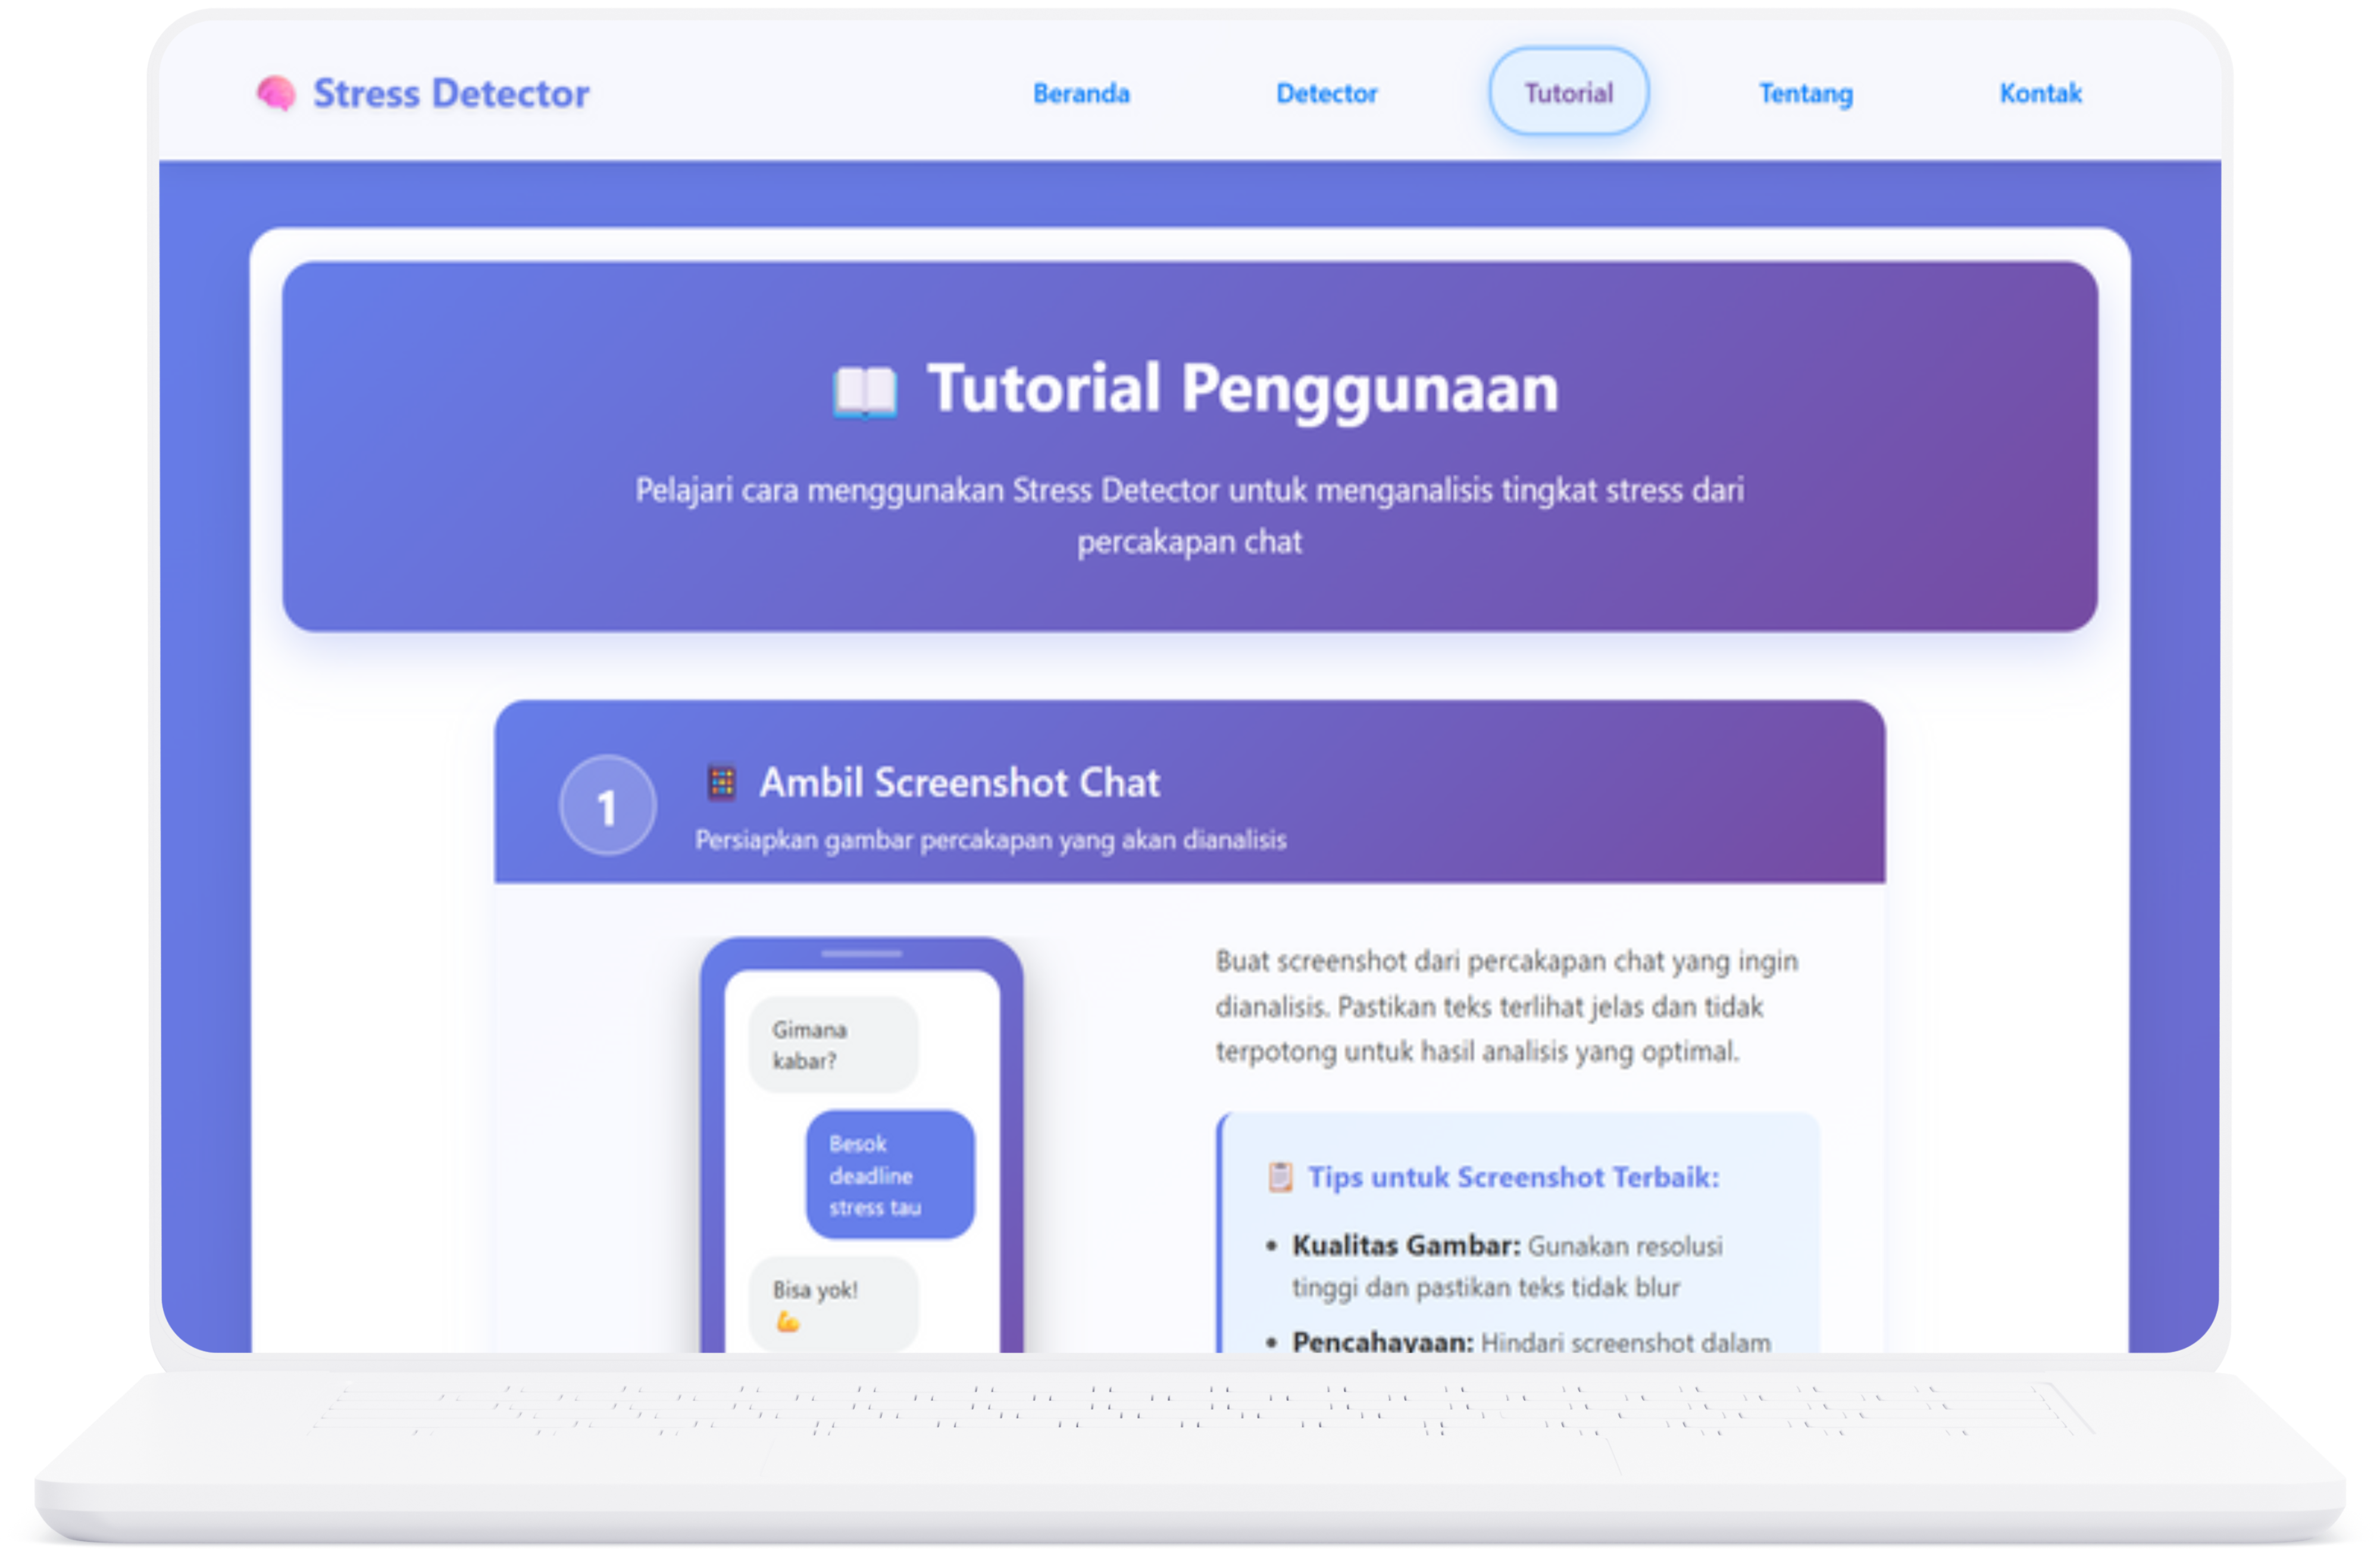 Stress Detector
Beranda
Detector
Tutorial
Tentang
Kontak
Tutorial Penggunaan
Pelajari cara menggunakan Stress Detector untuk menganalisis tingkat stress dari
percakapan chat
1
Ambil Screenshot Chat
Persiapkan gambar percakapan yang akan dianalisis
Gimana
kabar?
Besok
deadline
stress tau
Bisa yok!
💪
Buat screenshot dari percakapan chat yang ingin
dianalisis. Pastikan teks terlihat jelas dan tidak
terpotong untuk hasil analisis yang optimal.
Tips untuk Screenshot Terbaik:
• Kualitas Gambar: Gunakan resolusi
tinggi dan pastikan teks tidak blur
• Pencahayaan: Hindari screenshot dalam